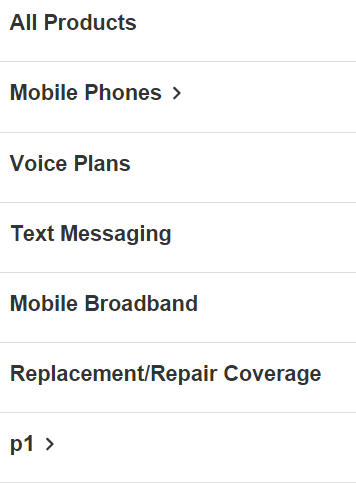 All Products
Mobile Phones
Voice Plans
Text Messaging
Mobile Broadband
Replacement/Repair Coverage
p1